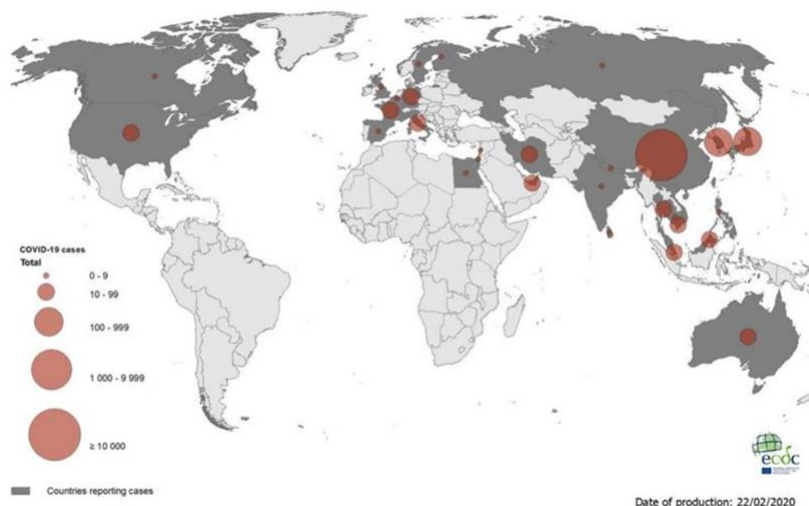 COVID-19 cases
Total
0 - 9
10 - 99
100 - 999
1 000 - 9 999
≥ 10 000
Countries reporting cases
ecdc
Date of production: 22/02/2020